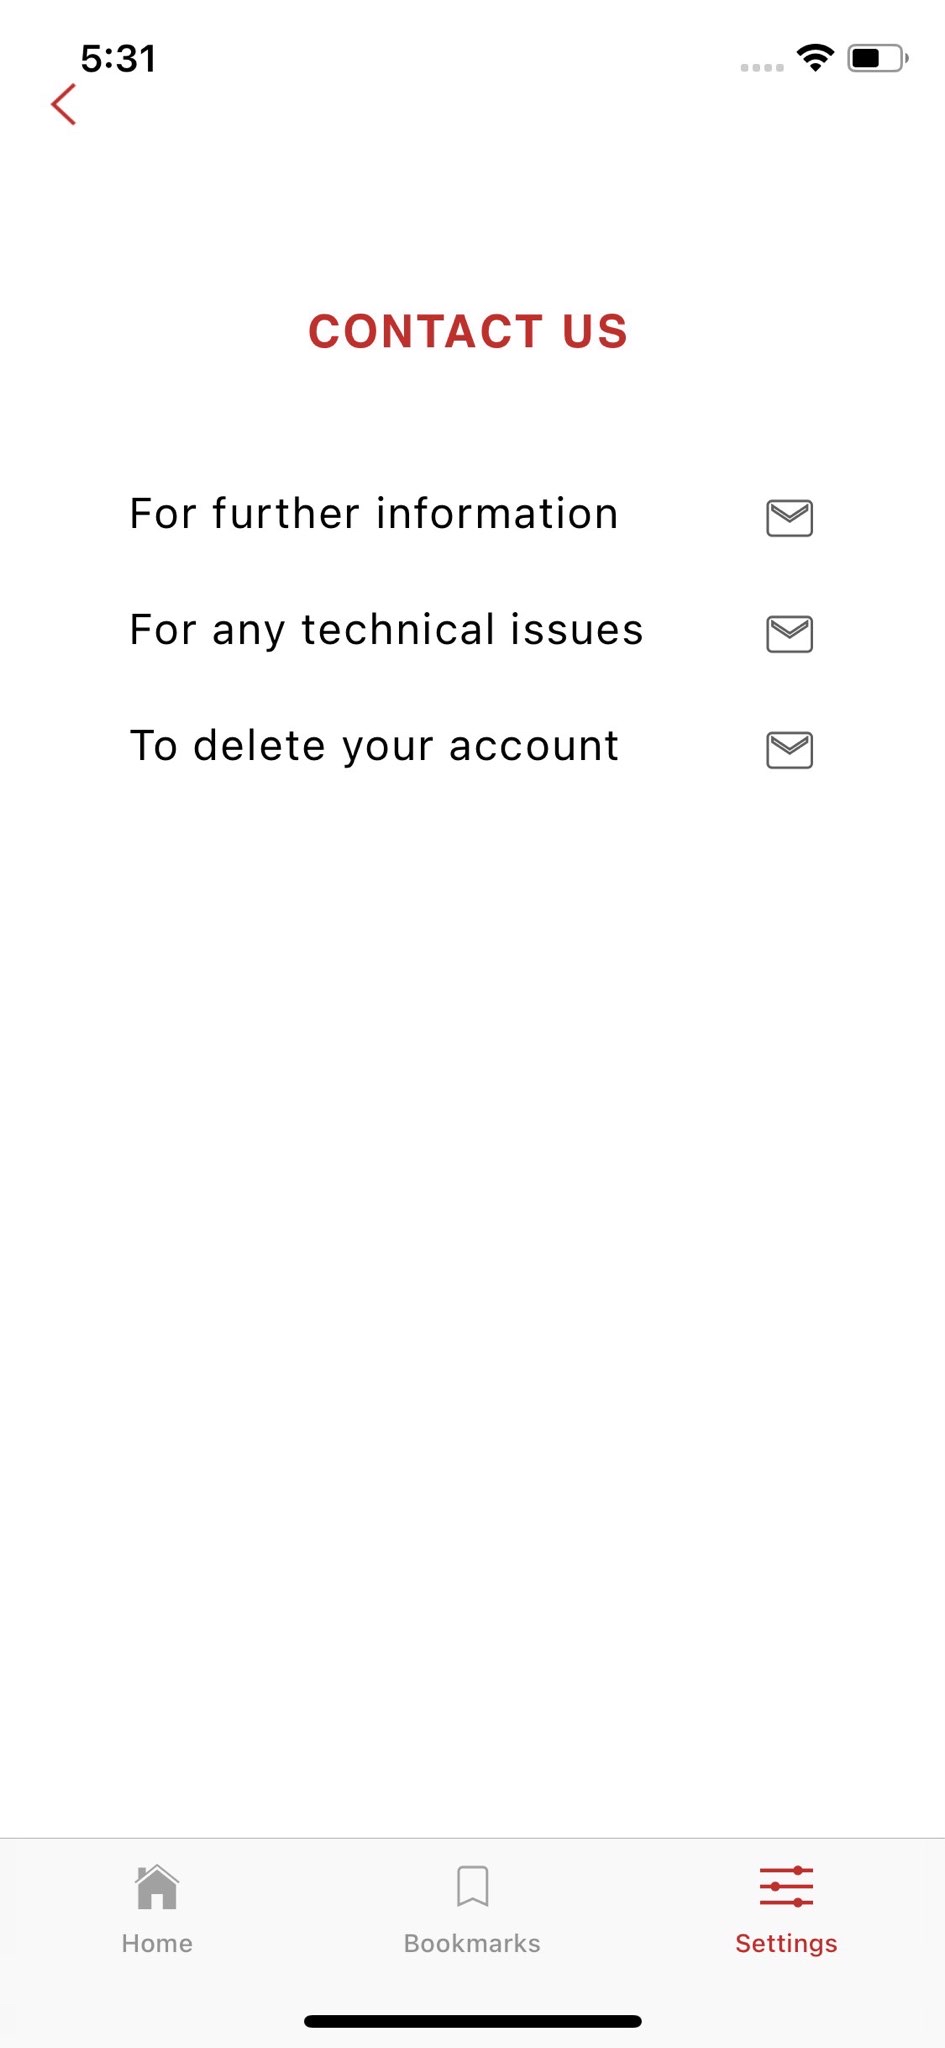 5:31
CONTACT US
For further information
For any technical issues
To delete your account
Home
Bookmarks
Settings